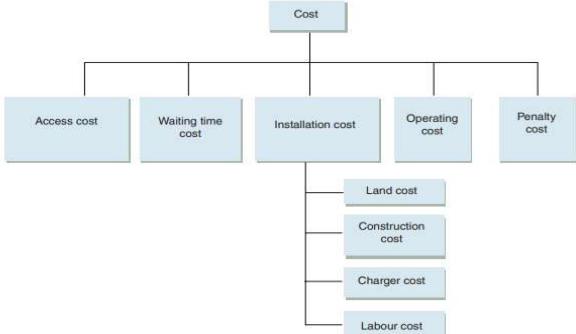 Cost
Access cost
Waiting time
cost
Installation cost
Operating
cost
Penalty
cost
Land cost
Construction
cost
Charger cost
Labour cost